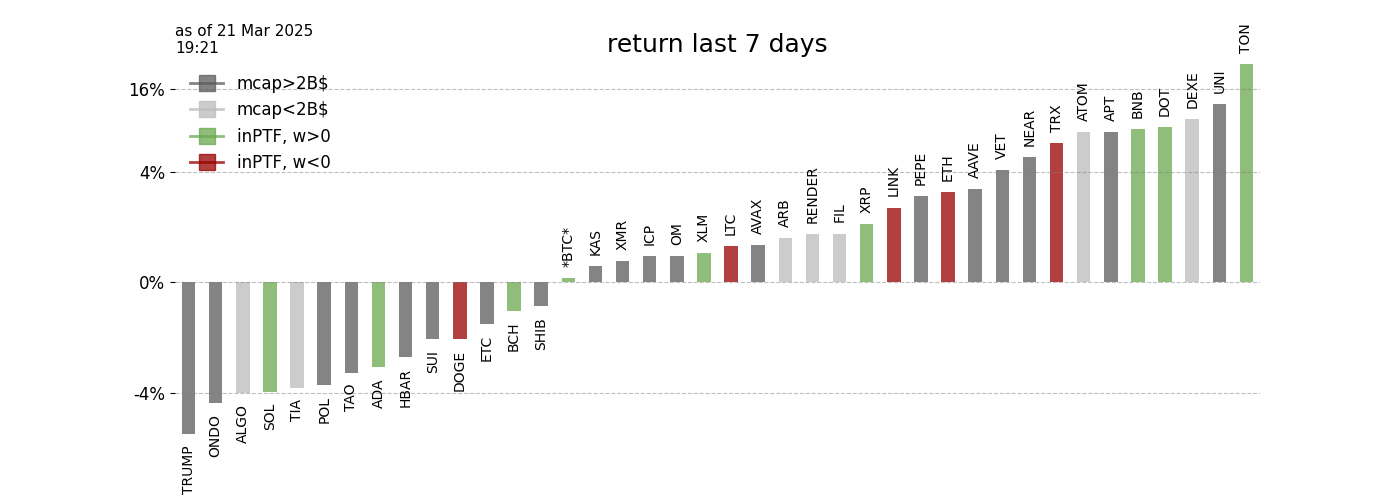 as of 21 Mar 2025
19:21
return last 7 days
mcap>2B$
mcap<2B$
inPTF, w>0
inPTF, w<0
16%
4%
0%
-4%
TRUMP
ONDO
ALGO
SOL
TIA
POL
TAO
ADA
HBAR
SUI
DOGE
ETC
BCH
SHIB
*BTC*
KAS
XMR
ICP
OM
XLM
LTC
AVAX
ARB
RENDER
FIL
XRP
LINK
PEPE
ETH
AAVE
VET
NEAR
TRX
ATOM
APT
BNB
DOT
DEXE
UNI
TON